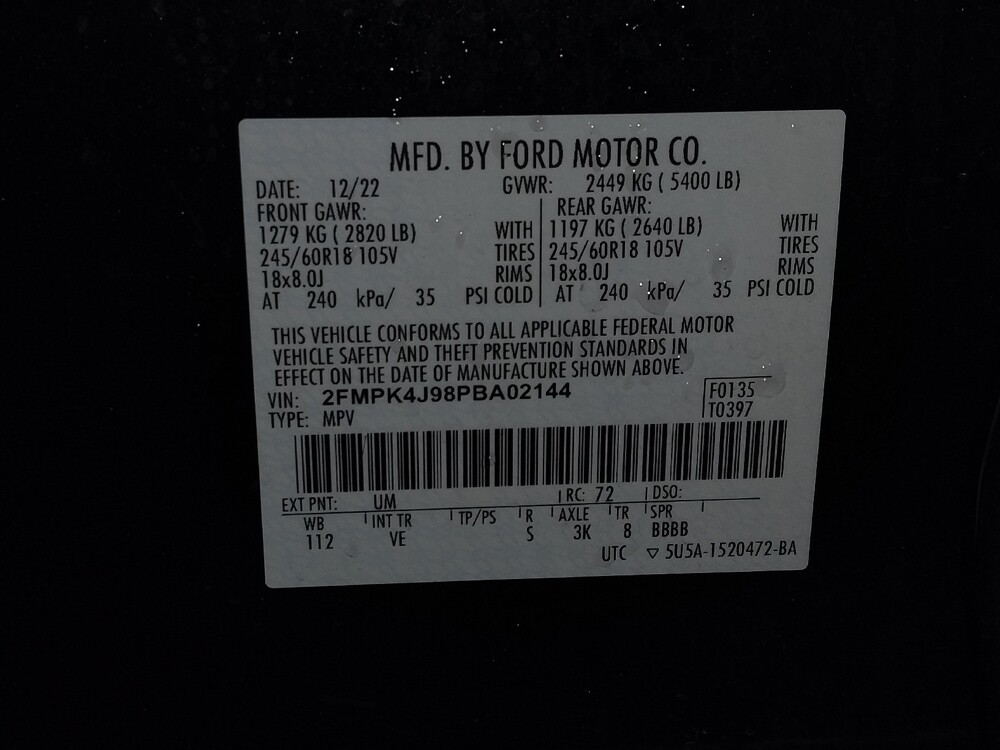 MFD. BY FORD MOTOR CO.
DATE: 12/22 GVWR: 2449 KG ( 5400 LB)
FRONT GAWR: REAR GAWR:
1279 KG ( 2820 LB) WITH 1197 KG ( 2640 LB) WITH
245/60R18 105V TIRES 245/60R18 105V TIRES
18x8.0J RIMS 18x8.0J RIMS
AT 240 kPa/ 35 PSI COLD AT 240 kPa/ 35 PSI COLD
THIS VEHICLE CONFORMS TO ALL APPLICABLE FEDERAL MOTOR
VEHICLE SAFETY AND THEFT PREVENTION STANDARDS IN
EFFECT ON THE DATE OF MANUFACTURE SHOWN ABOVE.
VIN: 2FMPK4J98PBA02144 F0135
TYPE: MPV T0397
EXT PNT: UM RC: 72 DSO:
WB INT TR TP/PS R AXLE TR SPR
112 VE S 3K 8 BBBB
UTC ▽ 5U5A-1520472-BA